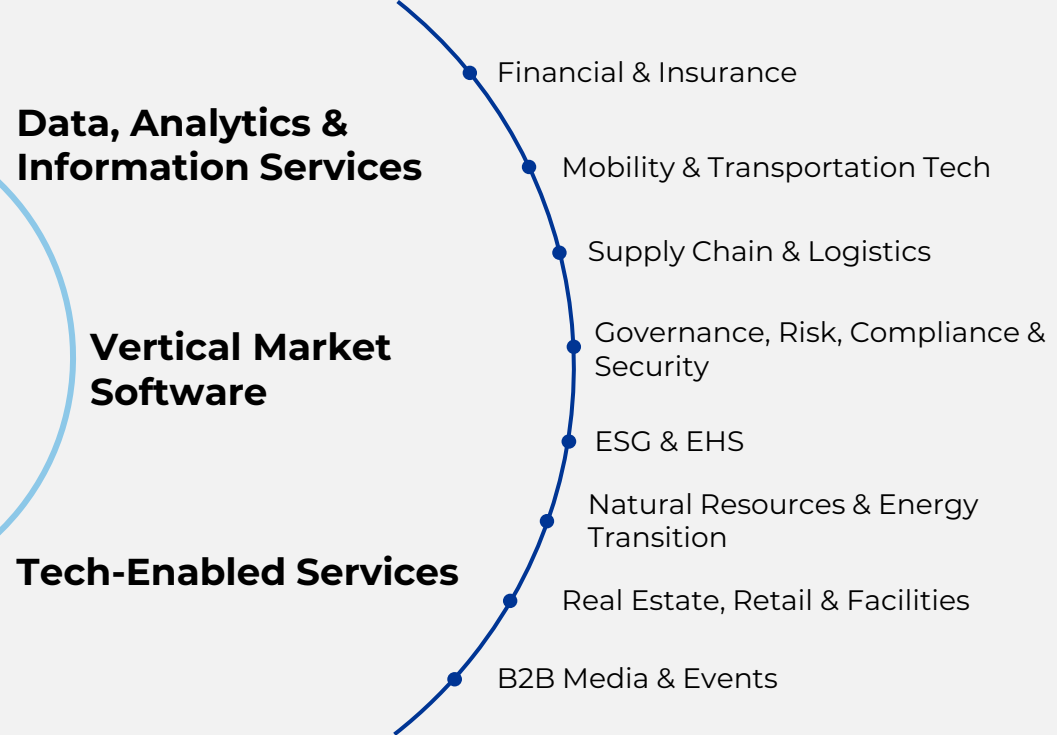 Data, Analytics &
Information Services
Vertical Market
Software
Tech-Enabled Services
Financial & Insurance
Mobility & Transportation Tech
Supply Chain & Logistics
Governance, Risk, Compliance &
Security
ESG & EHS
Natural Resources & Energy
Transition
Real Estate, Retail & Facilities
B2B Media & Events